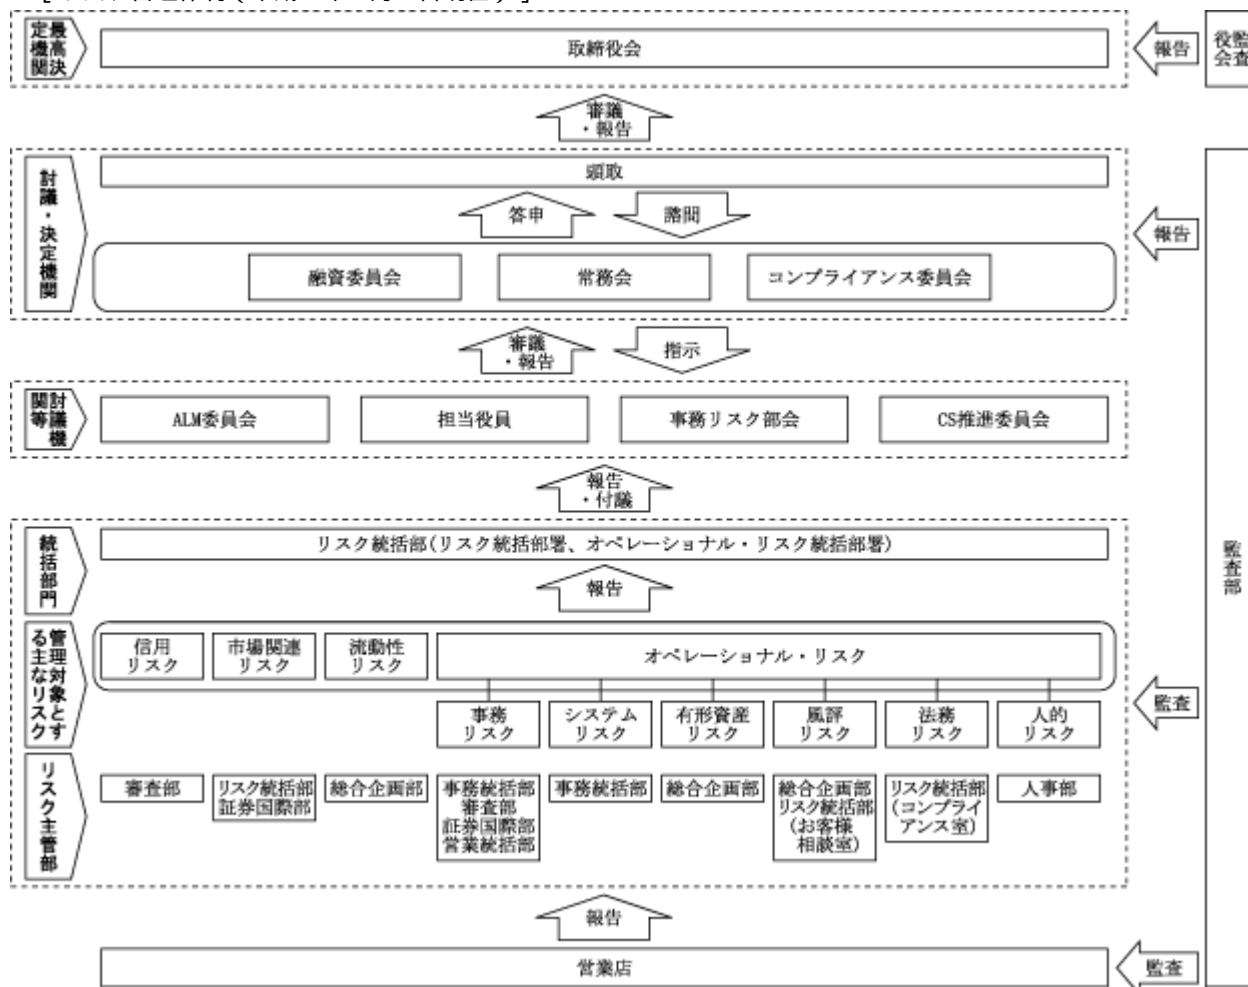 最高決
定機関
取締役会
報告
監査
役会
審議
・報告
討議・決定機関
頭取
答申
諮問
報告
融資委員会
常務会
コンプライアンス委員会
審議
・報告
指示
討議機
関等
ALM委員会
担当役員
事務リスク部会
CS推進委員会
報告
・付議
統括部門
リスク統括部(リスク統括部署、オペレーショナル・リスク統括部署)
報告
監査部
管理対象とす
る主なリスク
信用
リスク
市場関連
リスク
流動性
リスク
オペレーショナル・リスク
事務
リスク
システム
リスク
有形資産
リスク
風評
リスク
法務
リスク
人的
リスク
監査
リスク主管部
審査部
リスク統括部
証券国際部
総合企画部
事務統括部
審査部
証券国際部
営業統括部
事務統括部
総合企画部
総合企画部
リスク統括部
(お客様
相談室)
リスク統括部
(コンプライ
アンス室)
人事部
報告
営業店
監査